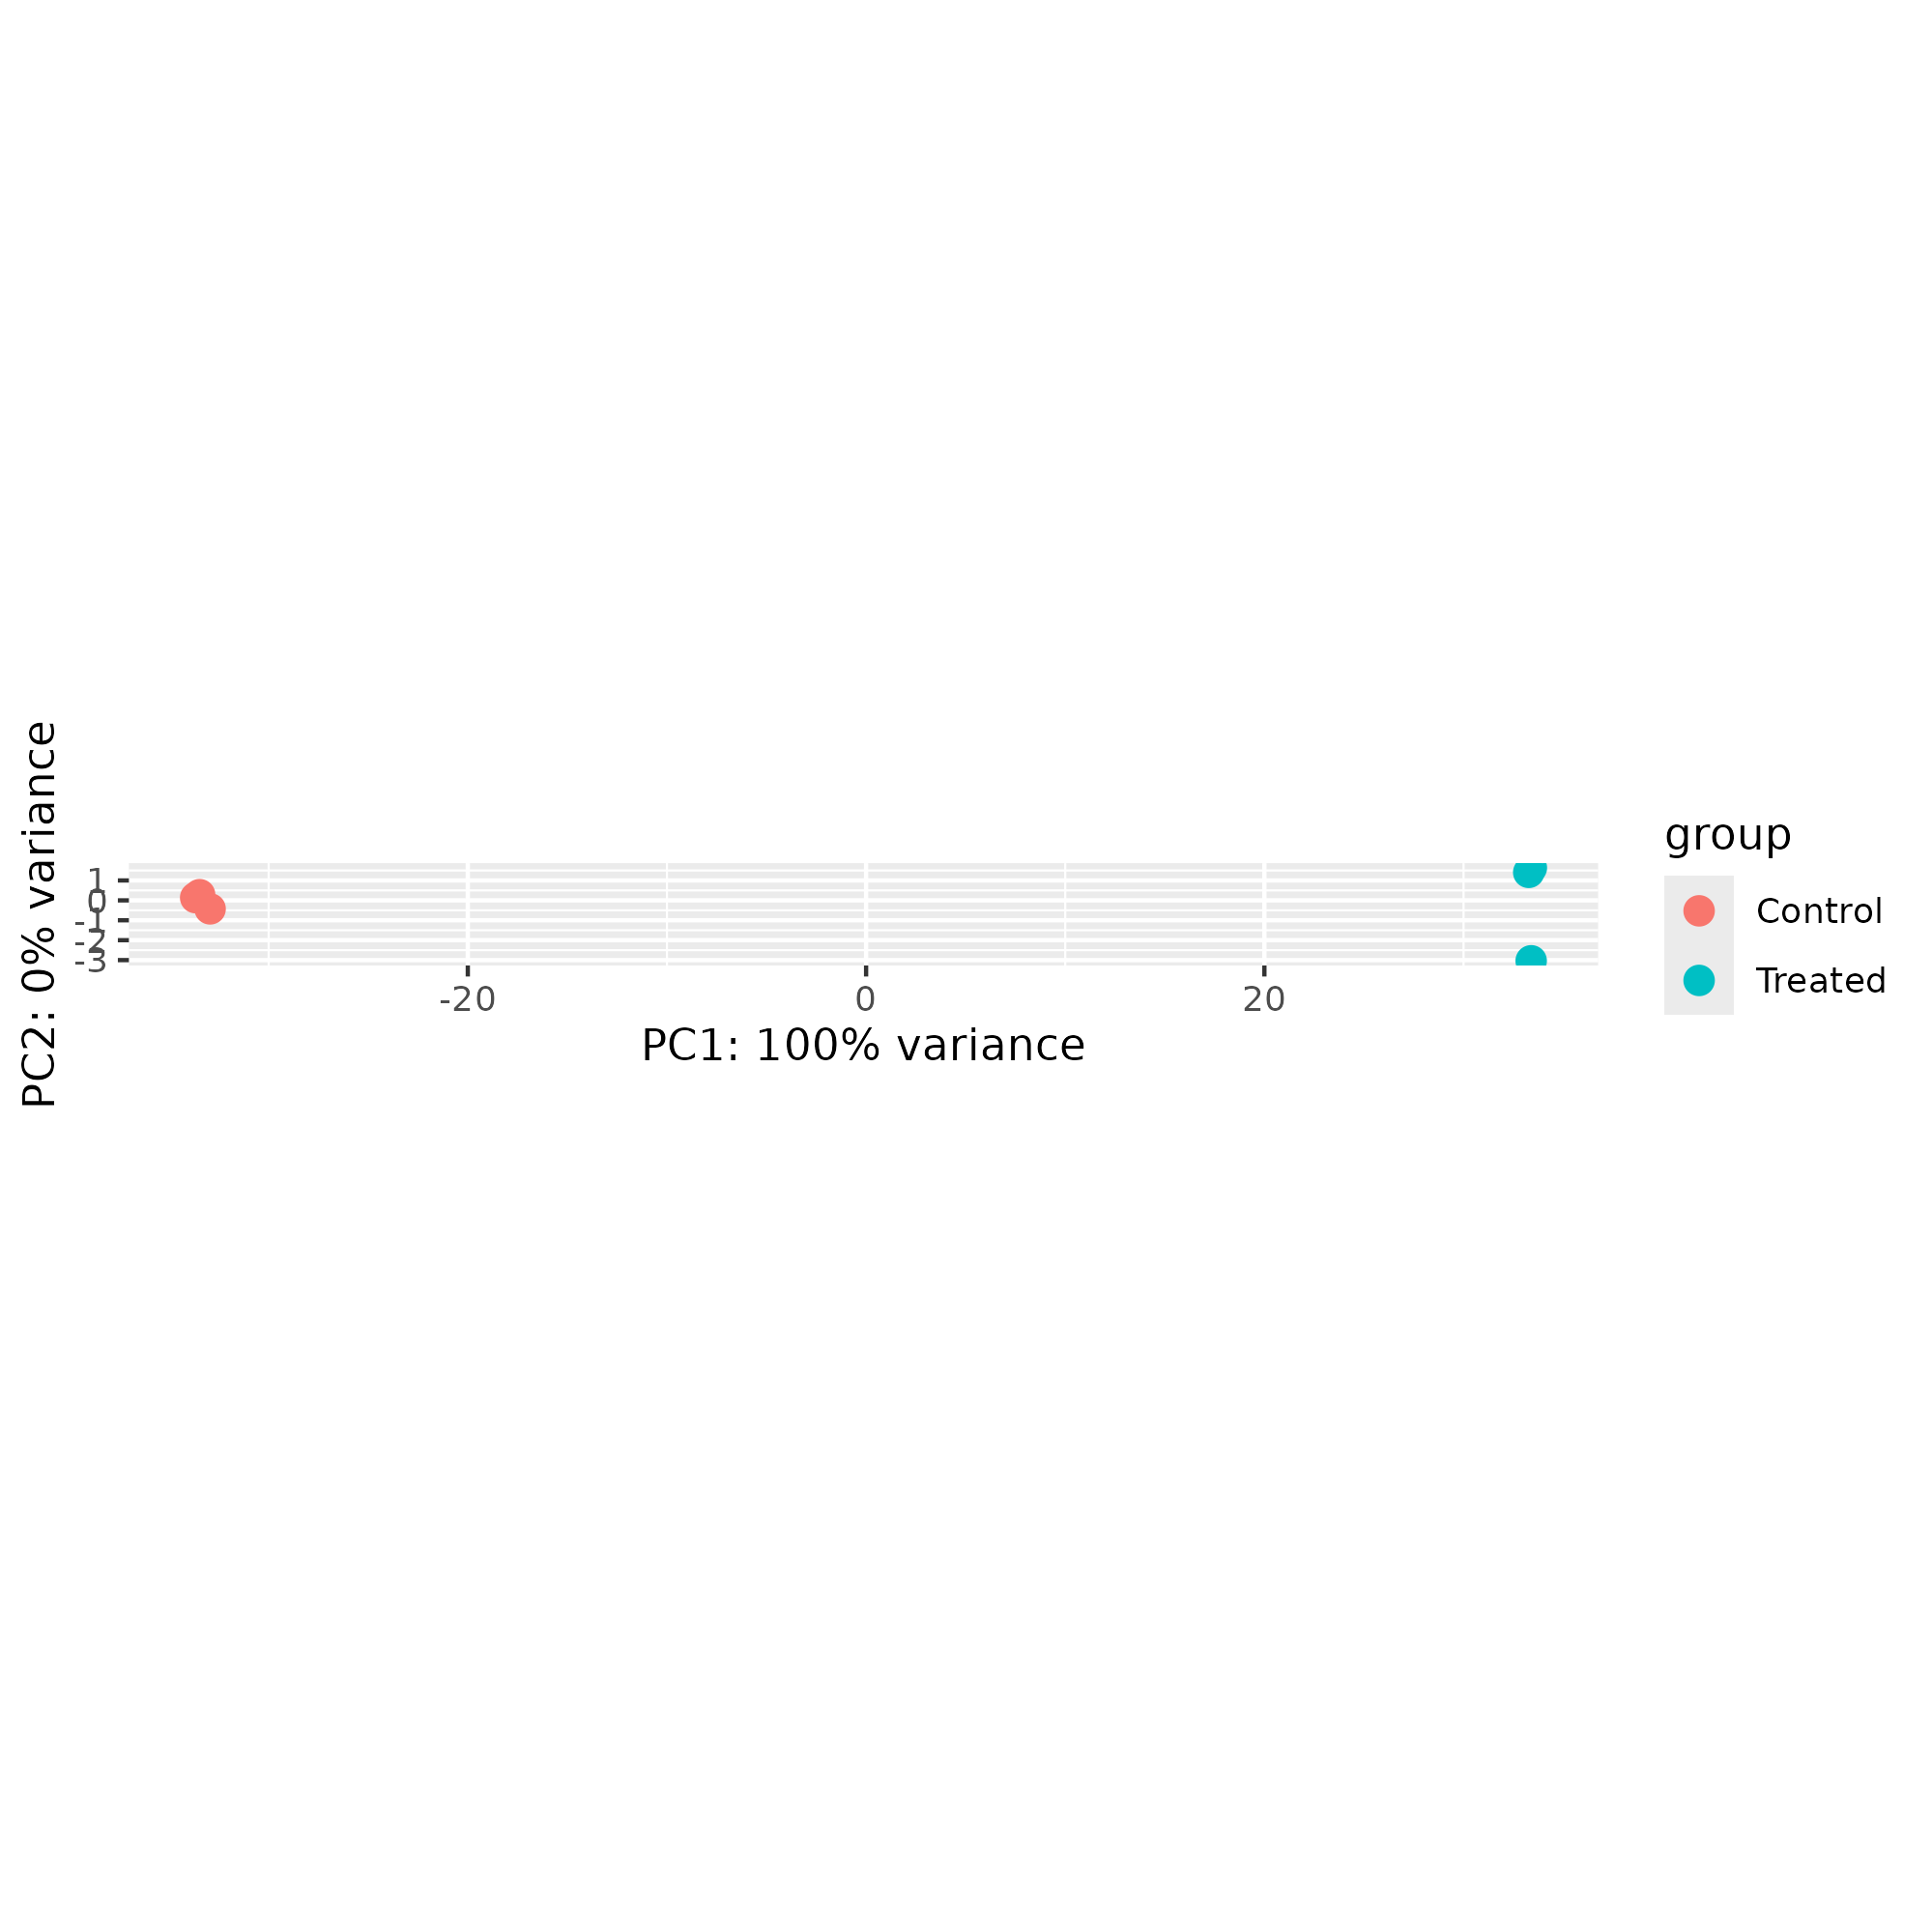 PC2: 0% variance
1
0
-1
-2
-3
-20 0 20
PC1: 100% variance
group
Control
Treated